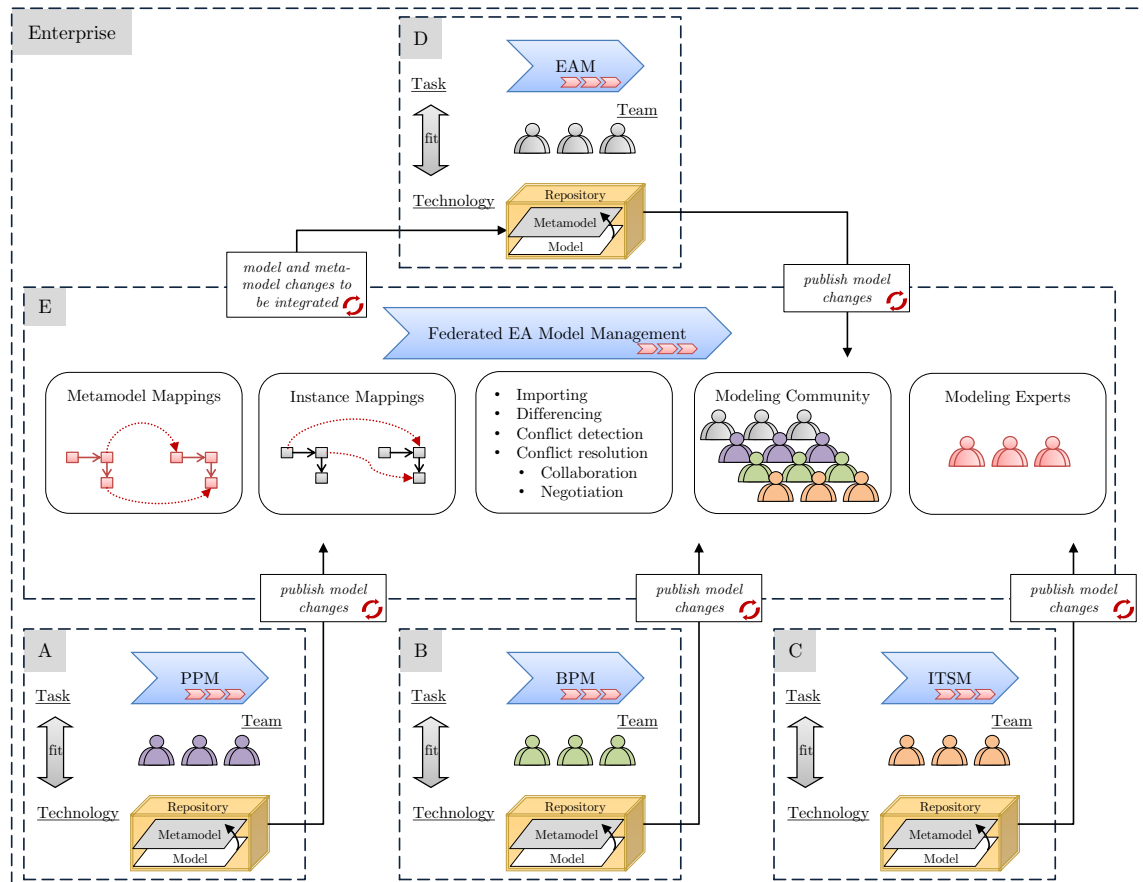 Enterprise
D
EAM
Task
Team
fit
Technology
Repository
Metamodel
Model
model and meta-
model changes to
be integrated
publish model
changes
E
Federated EA Model Management
Metamodel Mappings
Instance Mappings
• Importing
• Differencing
• Conflict detection
• Conflict resolution
• Collaboration
• Negotiation
Modeling Community
Modeling Experts
publish model
changes
publish model
changes
publish model
changes
A
PPM
Task
Team
fit
Technology
Repository
Metamodel
Model
B
BPM
Task
Team
fit
Technology
Repository
Metamodel
Model
C
ITSM
Task
Team
fit
Technology
Repository
Metamodel
Model